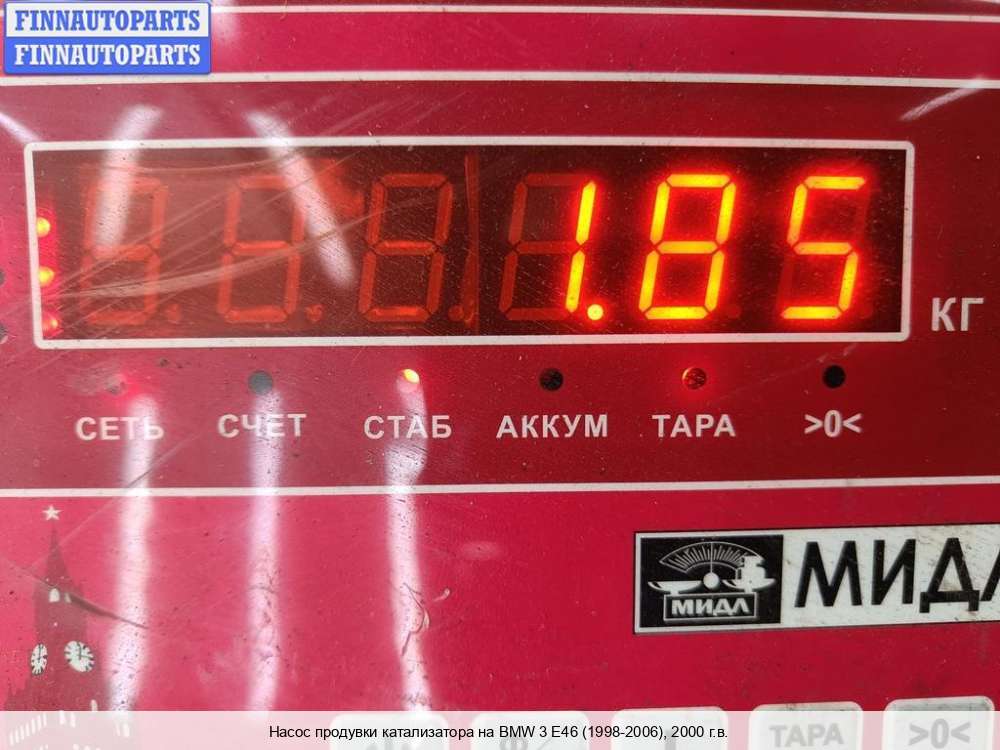 FINNAUTOPARTS
FINNAUTOPARTS
1.85
КГ
СЕТЬ СЧЕТ СТАБ АККУМ ТАРА >0<
МИДЛ МИДЛ
ТАРА >0<
Насос продувки катализатора на BMW 3 E46 (1998-2006), 2000 г.в.